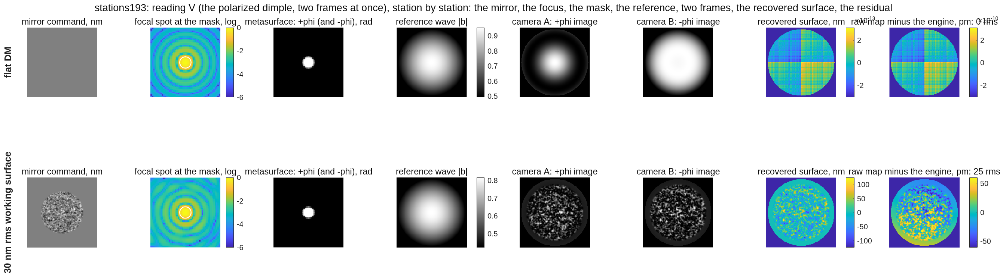 stations193: reading V (the polarized dimple, two frames at once), station by station: the mirror, the focus, the mask, the reference, two frames, the recovered surface, the residual
flat DM
mirror command, nm
focal spot at the mask, log
0
-2
-4
-6
metasurface: +phi (and -phi), rad
reference wave |b|
0.9
0.8
0.7
0.6
0.5
camera A: +phi image
camera B: -phi image
recovered surface, nm
×10-13
2
0
-2
raw map minus the engine, pm: 0 rms
×10-10
2
0
-2
30 nm rms working surface
mirror command, nm
focal spot at the mask, log
0
-2
-4
-6
metasurface: +phi (and -phi), rad
reference wave |b|
0.8
0.7
0.6
0.5
camera A: +phi image
camera B: -phi image
recovered surface, nm
100
50
0
-50
-100
raw map minus the engine, pm: 25 rms
50
0
-50